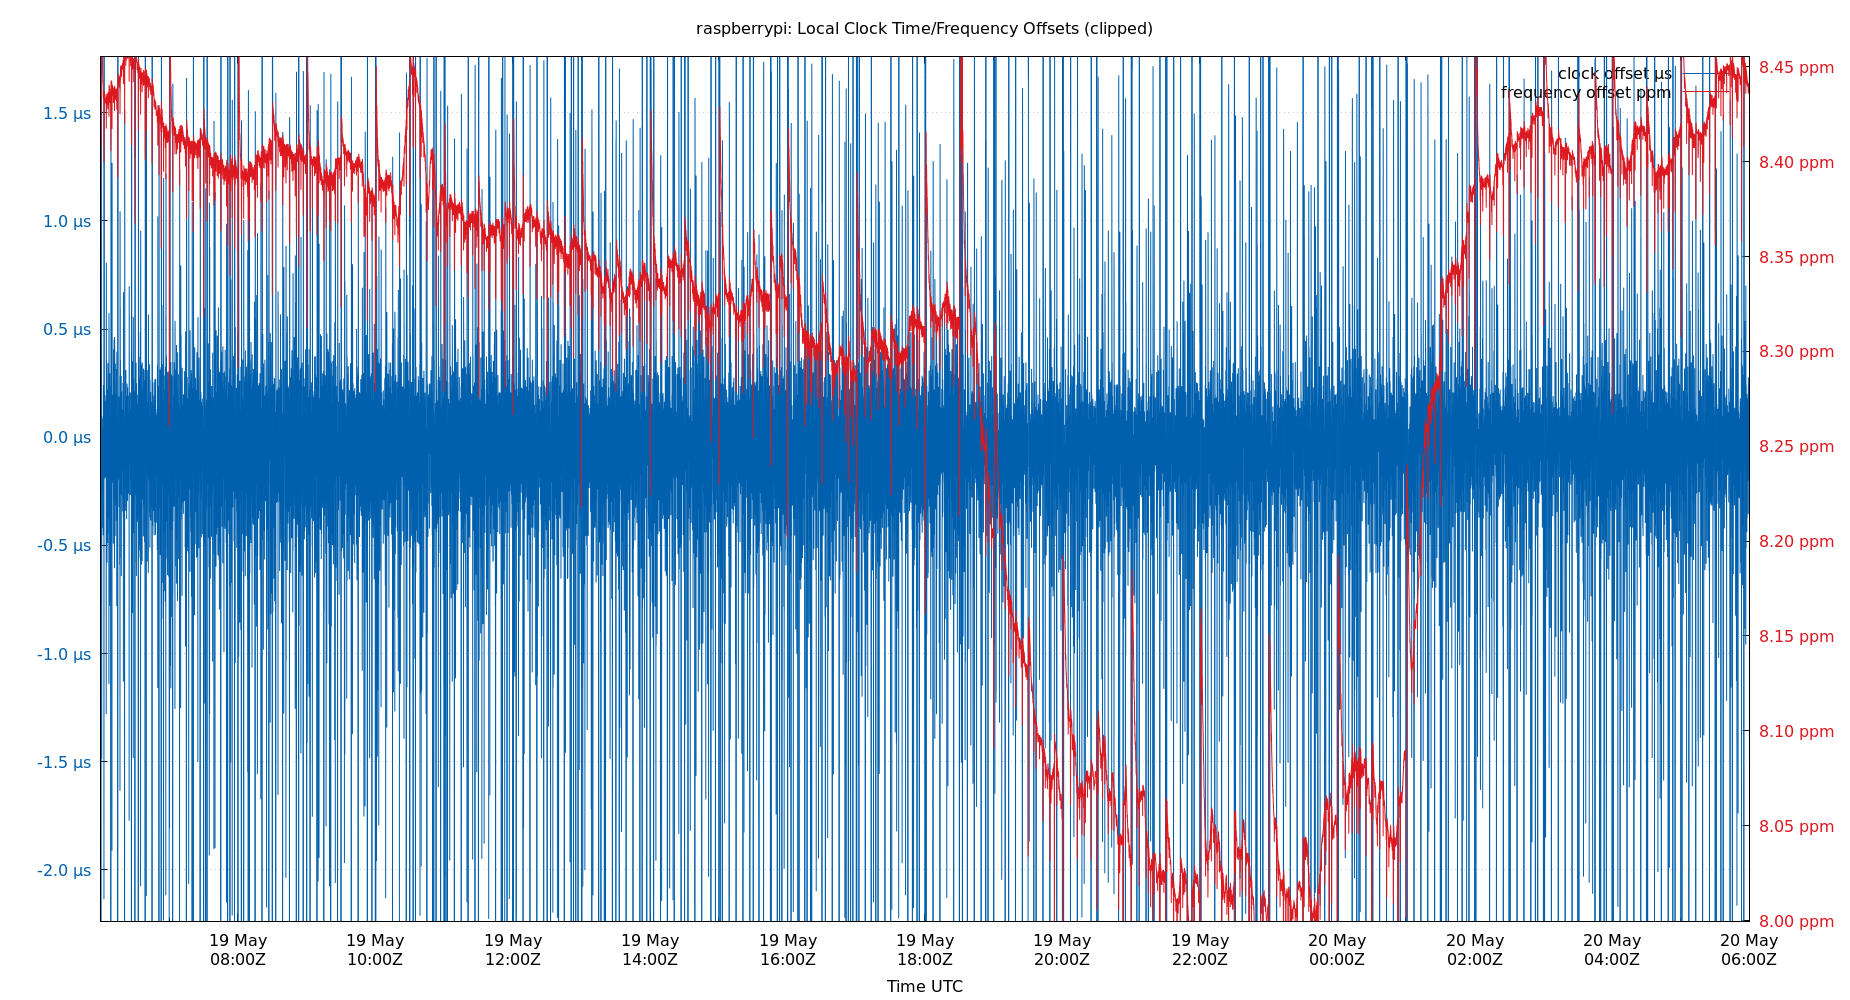 raspberrypi: Local Clock Time/Frequency Offsets (clipped)
clock offset µs
frequency offset ppm
1.5 µs
1.0 µs
0.5 µs
0.0 µs
-0.5 µs
-1.0 µs
-1.5 µs
-2.0 µs
8.45 ppm
8.40 ppm
8.35 ppm
8.30 ppm
8.25 ppm
8.20 ppm
8.15 ppm
8.10 ppm
8.05 ppm
8.00 ppm
19 May
08:00Z
19 May
10:00Z
19 May
12:00Z
19 May
14:00Z
19 May
16:00Z
19 May
18:00Z
19 May
20:00Z
19 May
22:00Z
20 May
00:00Z
20 May
02:00Z
20 May
04:00Z
20 May
06:00Z
Time UTC